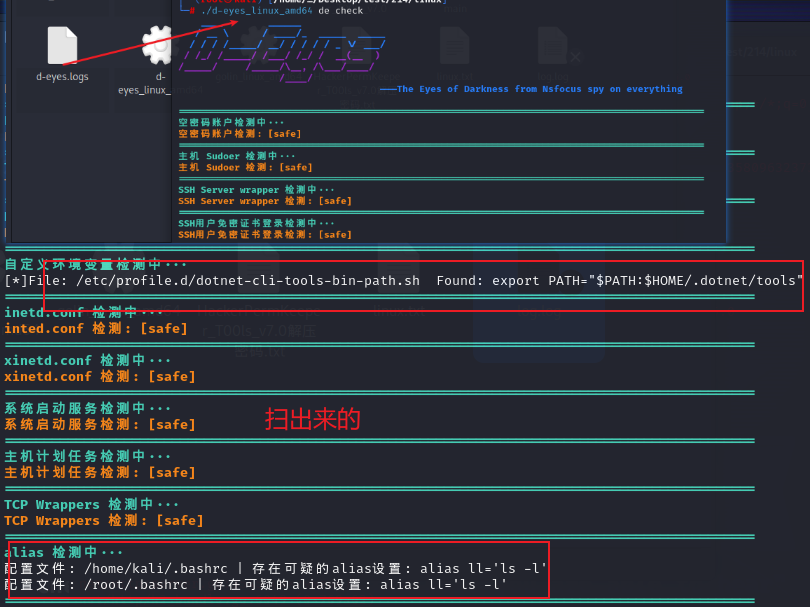 # ./d-eyes_linux_amd64 de check
d-eyes.logs
d-
eyes_linux_
———The Eyes of Darkness from Nsfocus spy on everything
空密码账户检测中···
空密码账户检测: [safe]
主机 Sudoer 检测中···
主机 Sudoer 检测: [safe]
SSH Server wrapper 检测中···
SSH Server wrapper 检测: [safe]
SSH用户免密证书登录检测中···
SSH用户免密证书登录检测: [safe]
自定义环境变量检测中···
[*]File: /etc/profile.d/dotnet-cli-tools-bin-path.sh  Found: export PATH="$PATH:$HOME/.dotnet/tools"
inetd.conf 检测中···
inted.conf 检测: [safe]
xinetd.conf 检测中···
xinetd.conf 检测: [safe]
系统启动服务检测中···
系统启动服务检测: [safe]
扫出来的
主机计划任务检测中···
主机计划任务检测: [safe]
TCP Wrappers 检测中···
TCP Wrappers 检测: [safe]
alias 检测中···
配置文件: /home/kali/.bashrc | 存在可疑的alias设置: alias ll='ls -l'
配置文件: /root/.bashrc | 存在可疑的alias设置: alias ll='ls -l'